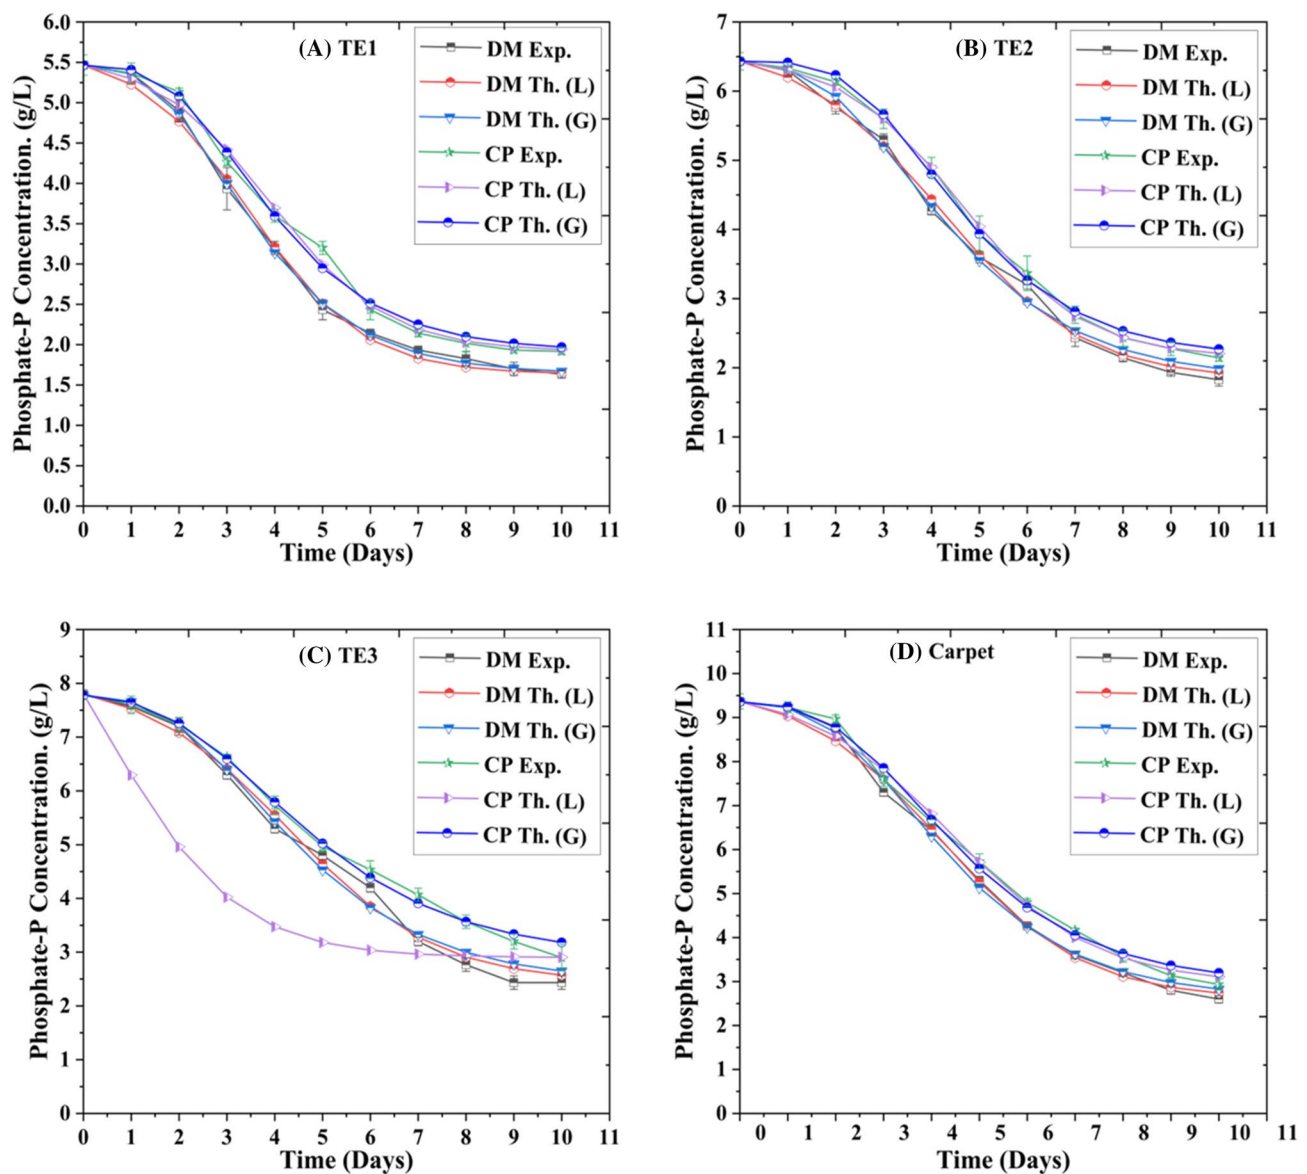 (A) TE1
DM Exp.
DM Th. (L)
DM Th. (G)
CP Exp.
CP Th. (L)
CP Th. (G)
Phosphate-P Concentration. (g/L)
6.0
5.5
5.0
4.5
4.0
3.5
3.0
2.5
2.0
1.5
1.0
0.5
0.0
0 1 2 3 4 5 6 7 8 9 10 11
Time (Days)
(B) TE2
DM Exp.
DM Th. (L)
DM Th. (G)
CP Exp.
CP Th. (L)
CP Th. (G)
Phosphate-P Concentration. (g/L)
7
6
5
4
3
2
1
0
0 1 2 3 4 5 6 7 8 9 10 11
Time (Days)
(C) TE3
DM Exp.
DM Th. (L)
DM Th. (G)
CP Exp.
CP Th. (L)
CP Th. (G)
Phosphate-P Concentration. (g/L)
9
8
7
6
5
4
3
2
1
0
0 1 2 3 4 5 6 7 8 9 10 11
Time (Days)
(D) Carpet
DM Exp.
DM Th. (L)
DM Th. (G)
CP Exp.
CP Th. (L)
CP Th. (G)
Phosphate-P Concentration. (g/L)
11
10
9
8
7
6
5
4
3
2
1
0
0 1 2 3 4 5 6 7 8 9 10 11
Time (Days)